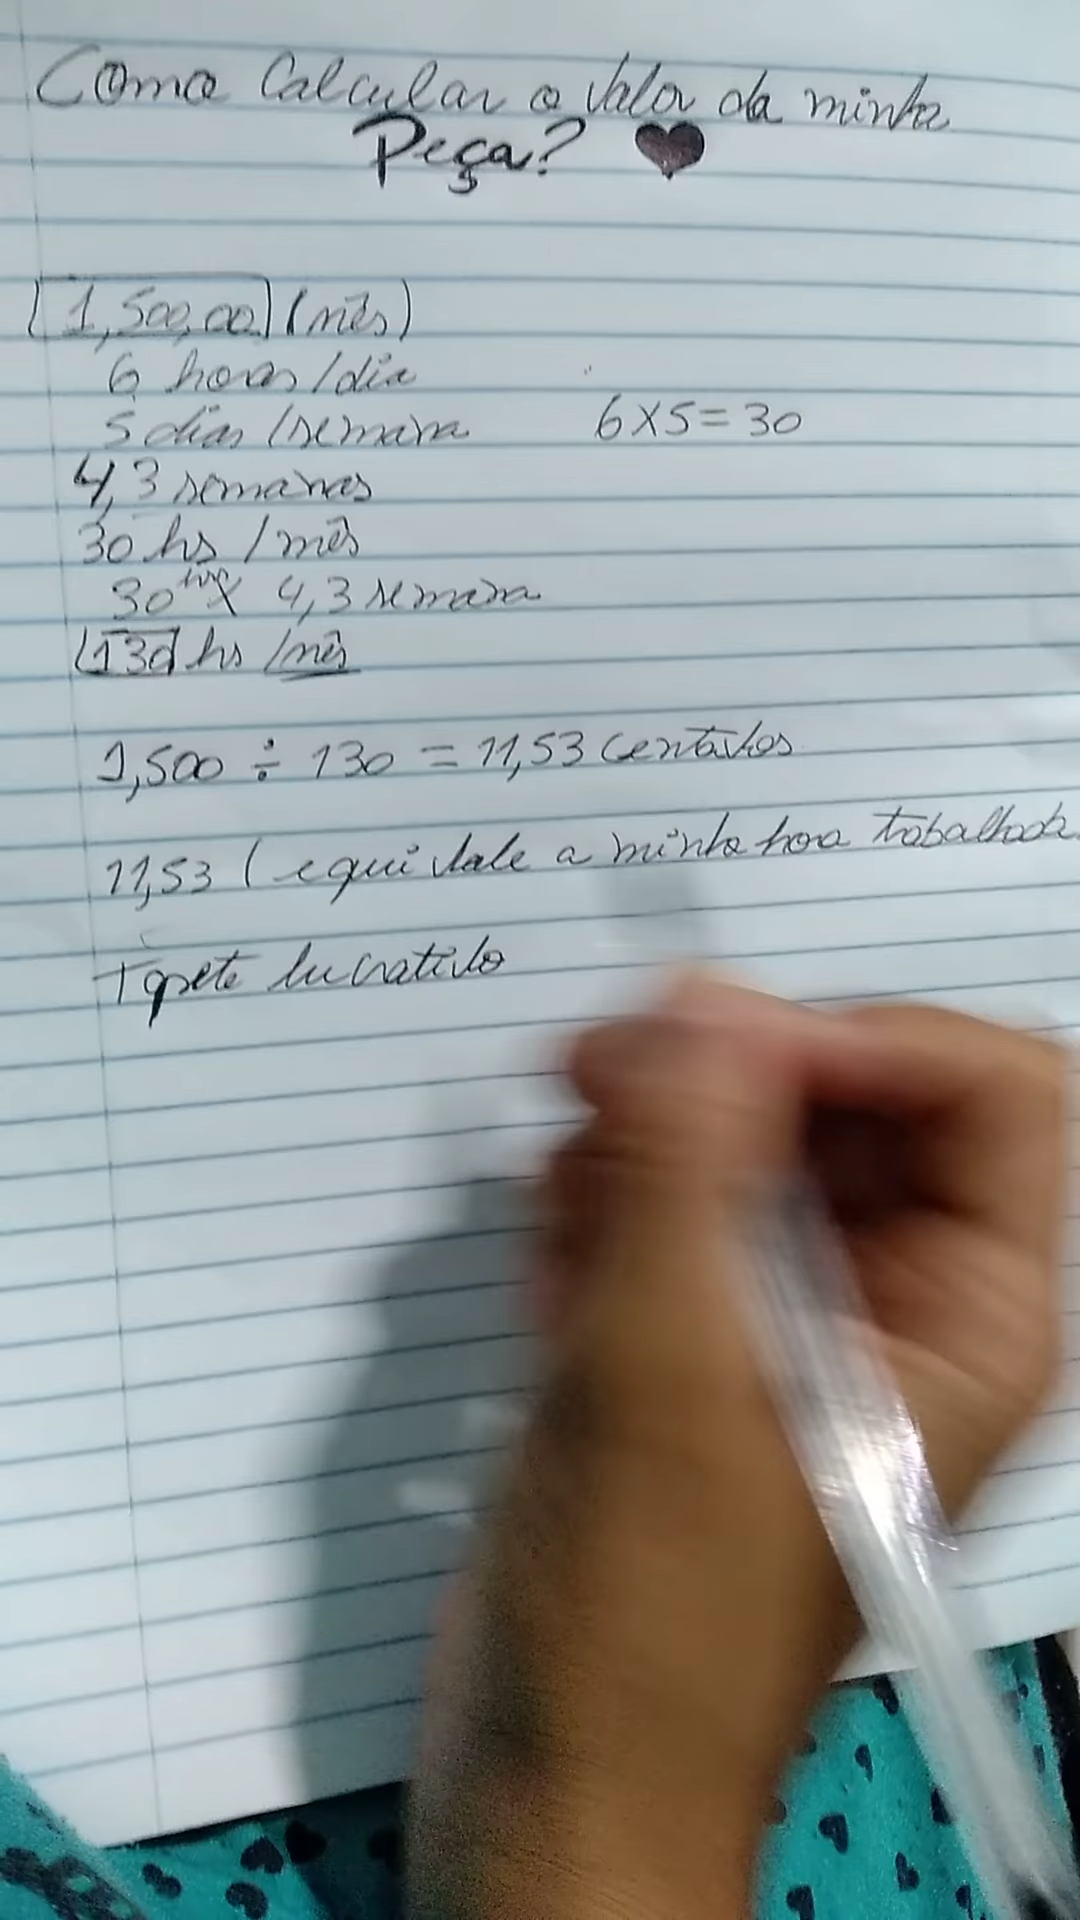 Como Calcular o valor da minha
Peça?
1,500,00 (mês)
6 horas/dia
5 dias/semana 6x5=30
4,3 semanas
30 hs/mês
30 x 4,3 semana
130 hs/mês
1,500 ÷ 130 = 11,53 centavos
11,53 (equivale a minha hora trabalhada
Tapete lucrativo